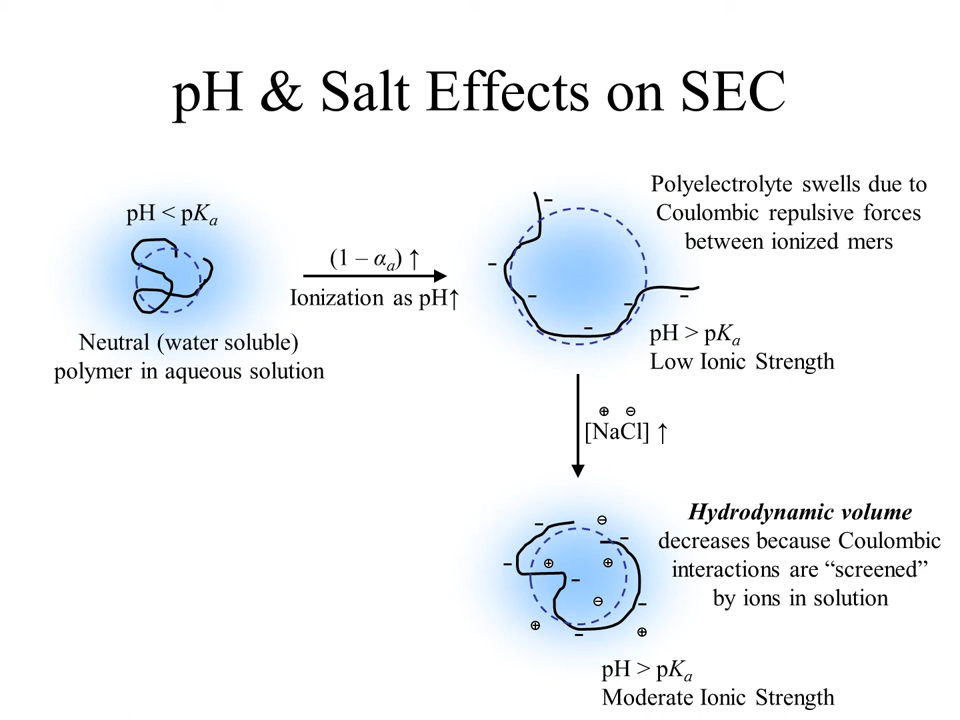 pH & Salt Effects on SEC
pH < pKa
Neutral (water soluble)
polymer in aqueous solution
(1 – αa) ↑
Ionization as pH↑
Polyelectrolyte swells due to
Coulombic repulsive forces
between ionized mers
– – – – – –
pH > pKa
Low Ionic Strength
⊕ ⊖
[NaCl] ↑
Hydrodynamic volume
decreases because Coulombic
interactions are “screened”
by ions in solution
– ⊖ –
– ⊕ – ⊕
⊖ –
⊕ – ⊕
pH > pKa
Moderate Ionic Strength